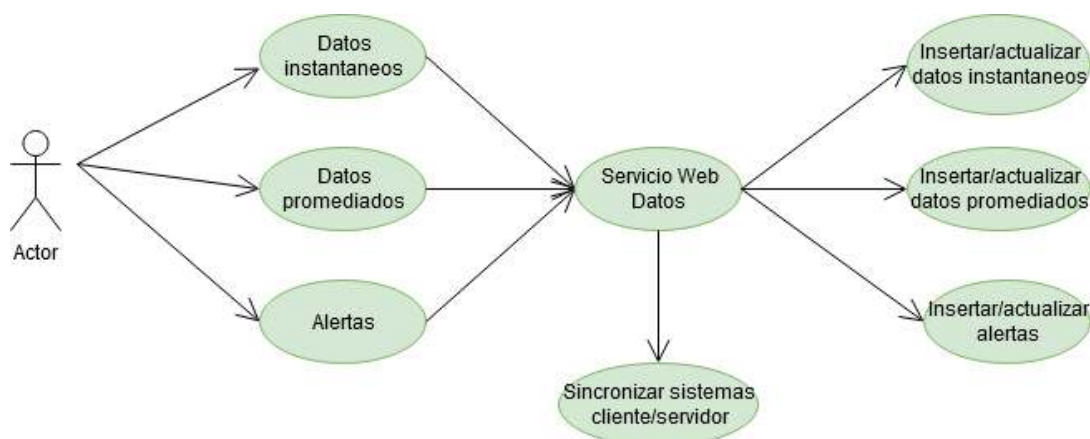 Actor
Datos
instantaneos
Datos
promediados
Alertas
Servicio Web
Datos
Sincronizar sistemas
cliente/servidor
Insertar/actualizar
datos instantaneos
Insertar/actualizar
datos promediados
Insertar/actualizar
alertas